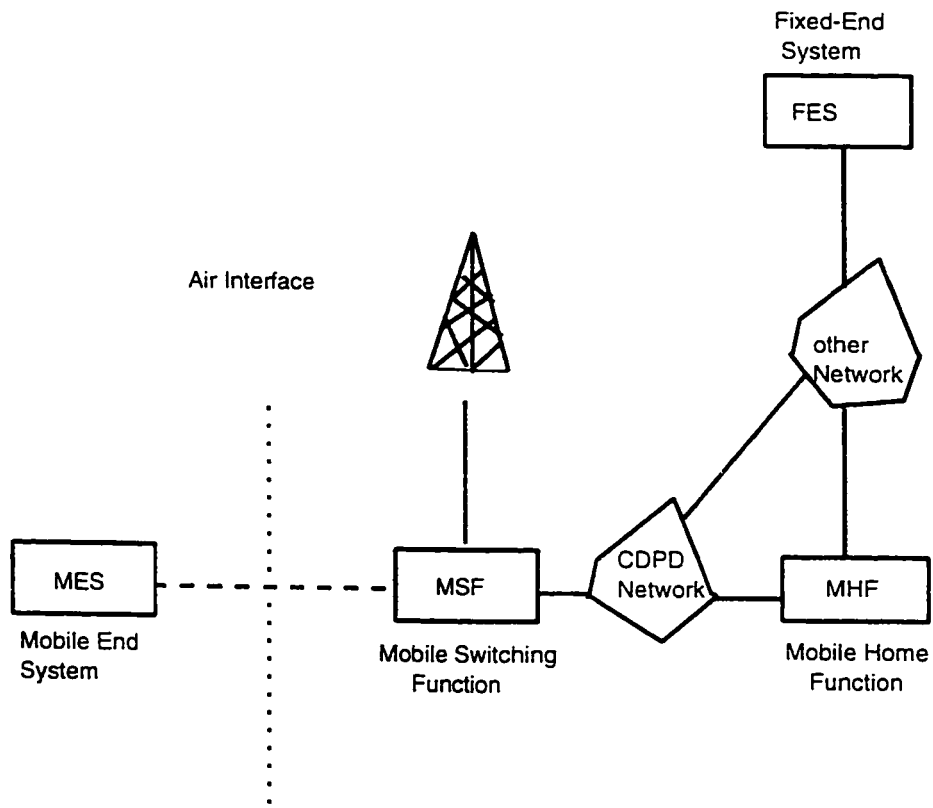 Fixed-End
System
FES
Air Interface
other
Network
CDPD
Network
MES
MSF
MHF
Mobile End
System
Mobile Switching
Function
Mobile Home
Function